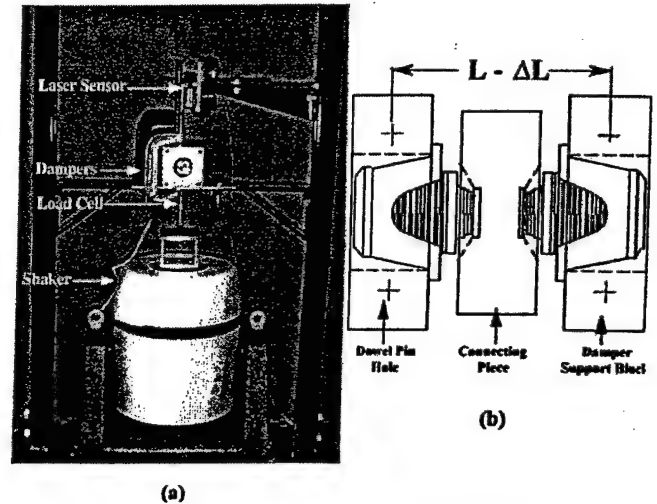 Laser Sensor
Dampers
Load Cell
Shaker
(a)
L - ΔL
Dowel Pin
Hole
Connecting
Piece
Damper
Support Block
(b)